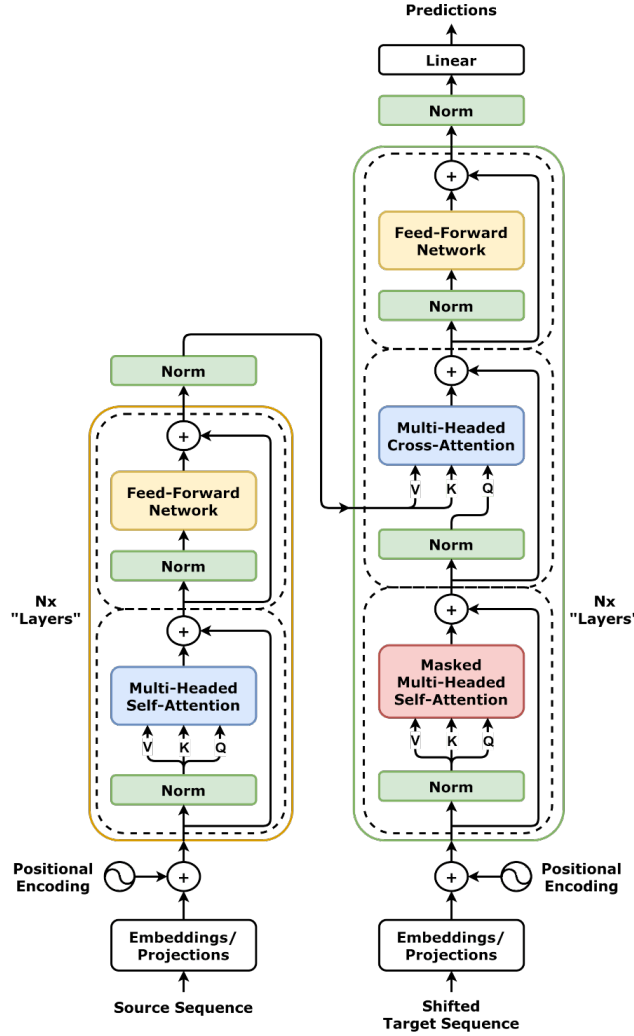 Predictions
Linear
Norm
Feed-Forward
Network
Norm
Multi-Headed
Cross-Attention
V K Q
Norm
Masked
Multi-Headed
Self-Attention
V K Q
Norm
Nx
"Layers"
Positional
Encoding
Embeddings/
Projections
Shifted
Target Sequence
Norm
Feed-Forward
Network
Norm
Nx
"Layers"
Multi-Headed
Self-Attention
V K Q
Norm
Positional
Encoding
Embeddings/
Projections
Source Sequence